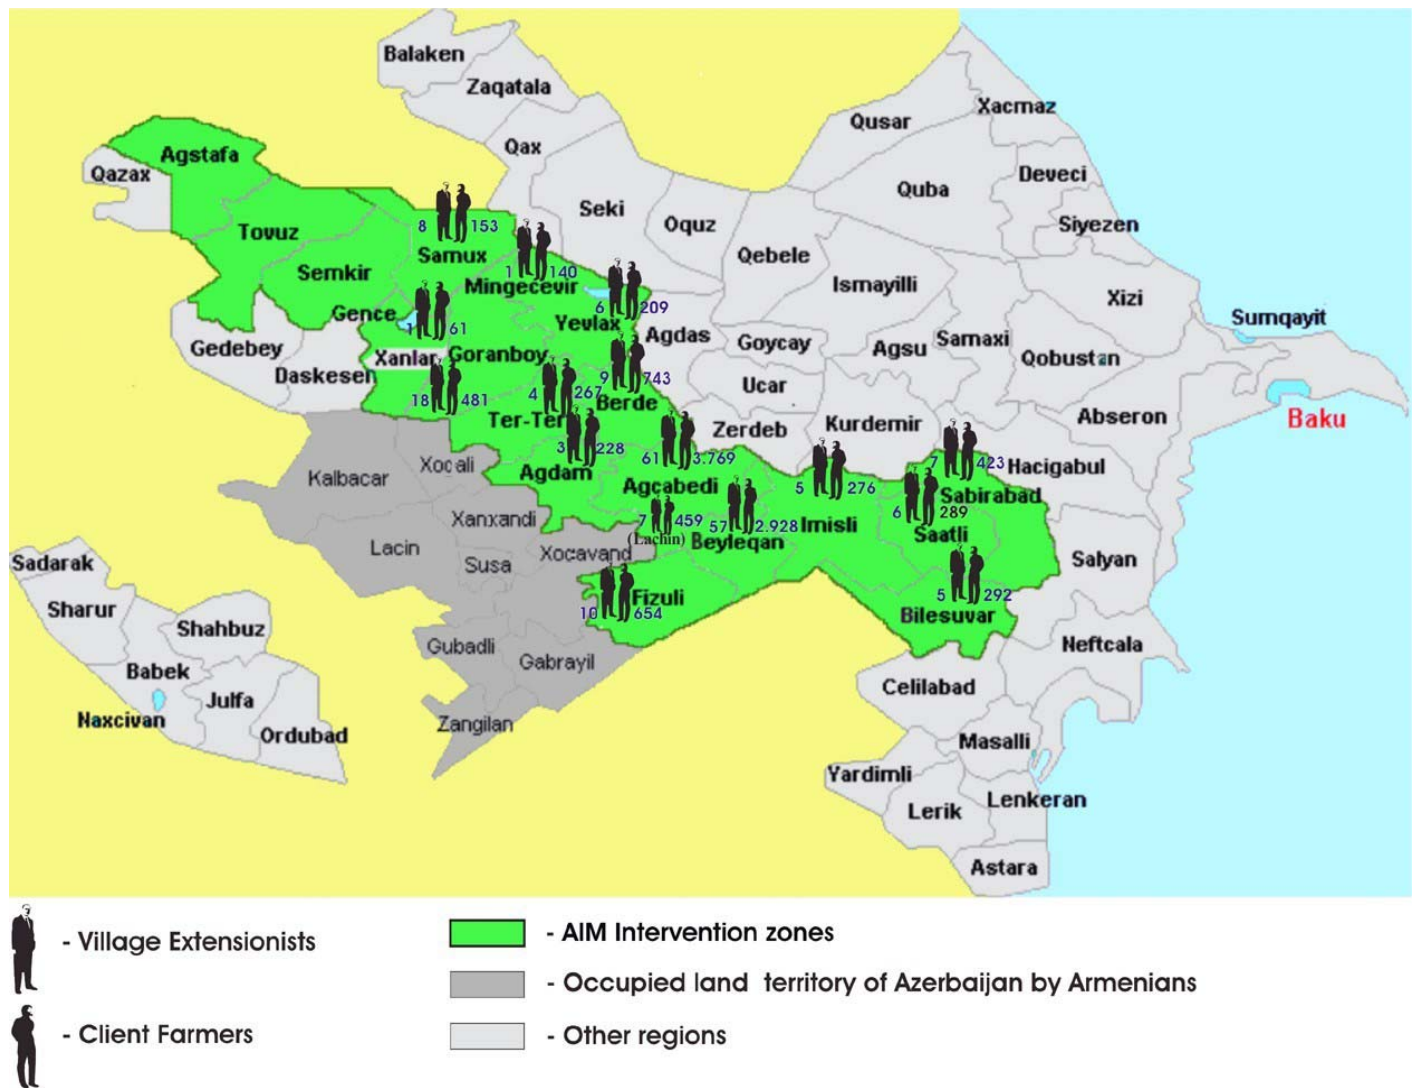 Balaken
Zaqatala
Xacmaz
Qusar
Qax
Agstafa
Qazax
Deveci
Quba
Seki
Oquz
Siyezen
8 153
Tovuz
Samux
Qebele
Semkir
1 140
Mingecevir
Ismayilli
Xizi
6 209
Gence
1 61
Yevlax
Sumqayit
Agdas
Gedebey
Goycay
Agsu
Samaxi
Qobustan
Xanlar
Goranboy
Daskesen
9 743
Ucar
18 481
4 267
Berde
Abseron
Baku
Ter-Ter
Zerdeb
Kurdemir
3 228
61 3.769
7 423
Hacigabul
Xocali
Kalbacar
Agdam
Agcabedi
5 276
Sabirabad
6 289
Xanxandi
7 459
(Lachin)
57 2.928
Imisli
Saatli
Beyleqan
Lacin
Xocavand
Susa
Salyan
Sadarak
Sharur
10 654
Fizuli
5 292
Bilesuvar
Shahbuz
Gubadli
Gabrayil
Neftcala
Babek
Julfa
Celilabad
Naxcivan
Ordubad
Zangilan
Masalli
Yardimli
Lerik
Lenkeran
Astara
- Village Extensionists
- AIM Intervention zones
- Occupied land territory of Azerbaijan by Armenians
- Client Farmers
- Other regions